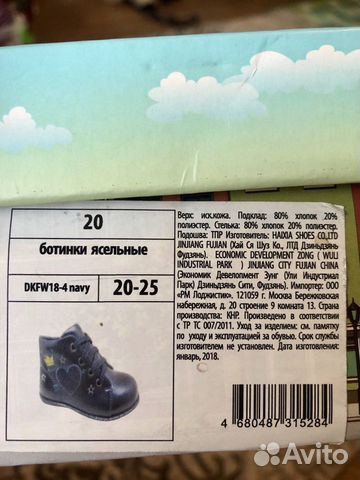 20
ботинки ясельные
DKFW18-4 navy
20-25
Верх: иск.кожа. Подклад: 80% хлопок 20%
полиэстер. Стелька: 80% хлопок 20% полиэстер.
Подошва: ТПР Изготовитель: HAIXIA SHOES CO.,LTD
JINJIANG FUJIAN (Хай Ся Шуз Ко., ЛТД Дзиньдзянь
Фудзянь). ECONOMIC DEVELOPMENT ZONG ( WULI
INDUSTRIAL PARK ) JINJIANG CITY FUJIAN CHINA
(Экономик Девелопмент Зунг (Ули Индустриал
Парк) Дзиньдзянь Сити, Фудзянь). Импортер: ООО
«РМ Лоджистик». 121059 г. Москва Бережковская
набережная, д. 20 строение 9 комната 13. Страна
производства: КНР. Произведено в соответствии
с ТР ТС 007/2011. Уход за изделием: см. памятку
по уходу и эксплуатацией за обувью. Срок службы
изготовителем не установлен. Дата изготовления
январь, 2018.
4 680487 315284
Avito